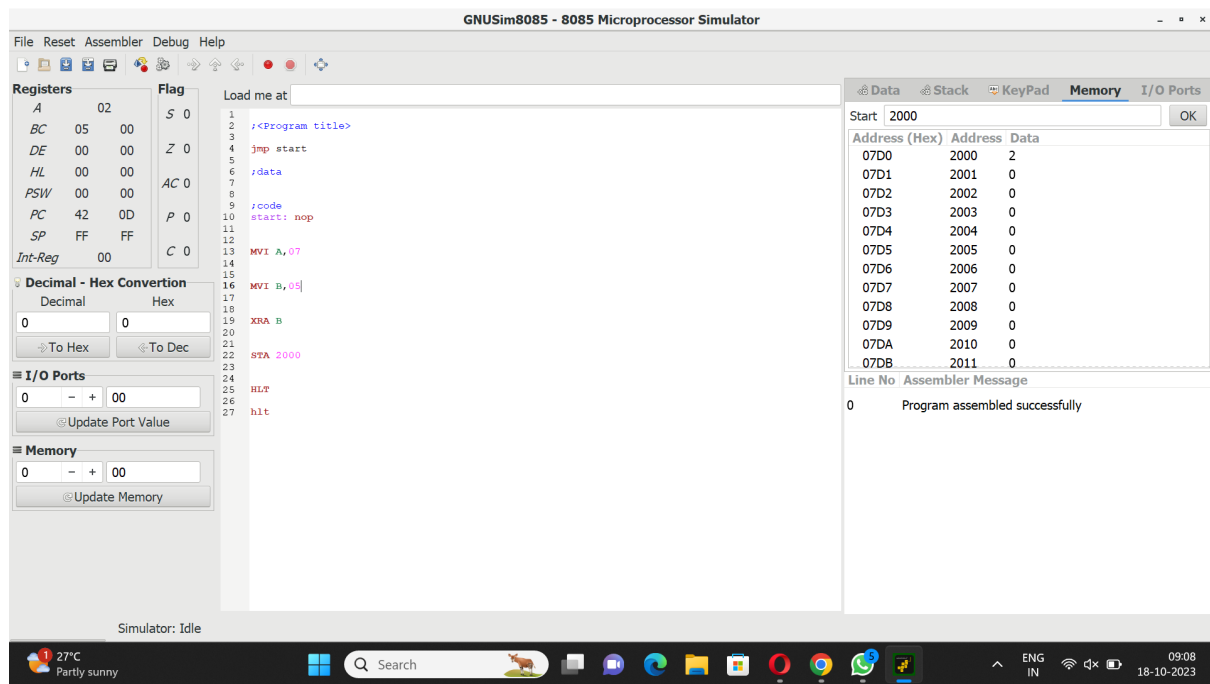 GNUSim8085 - 8085 Microprocessor Simulator
File Reset Assembler Debug Help
Registers
A 02
BC 05 00
DE 00 00
HL 00 00
PSW 00 00
PC 42 0D
SP FF FF
Int-Reg 00
Flag
S 0
Z 0
AC 0
P 0
C 0
Decimal - Hex Convertion
Decimal Hex
0 0
To Hex To Dec
I/O Ports
0 - + 00
Update Port Value
Memory
0 - + 00
Update Memory
Load me at
1
2 ;<Program title>
3
4 jmp start
5
6 ;data
7
8
9 ;code
10 start: nop
11
12
13 MVI A,07
14
15
16 MVI B,05
17
18
19 XRA B
20
21
22 STA 2000
23
24
25 HLT
26
27 hlt
Data Stack KeyPad Memory I/O Ports
Start 2000 OK
Address (Hex) Address Data
07D0 2000 2
07D1 2001 0
07D2 2002 0
07D3 2003 0
07D4 2004 0
07D5 2005 0
07D6 2006 0
07D7 2007 0
07D8 2008 0
07D9 2009 0
07DA 2010 0
07DB 2011 0
Line No Assembler Message
0 Program assembled successfully
Simulator: Idle
1
27°C
Partly sunny
Search
5
ENG
IN
09:08
18-10-2023